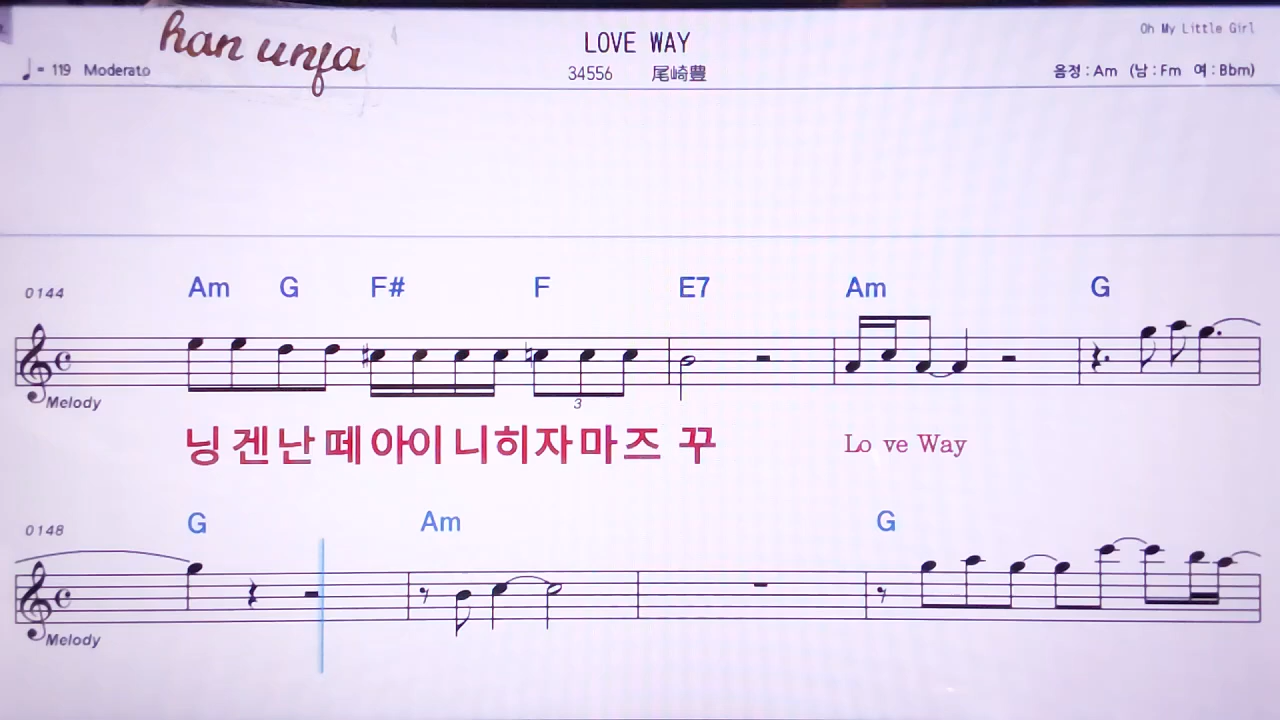 han unja
LOVE WAY
Oh My Little Girl
♩= 119 Moderato
34556 尾崎豊
음정 : Am (남 : Fm 여 : Bbm)
0144
Am G F# F E7 Am G
3
Melody
닝 겐 난 떼 아이 니히자마즈 꾸 Lo ve Way
0148
G Am G
Melody